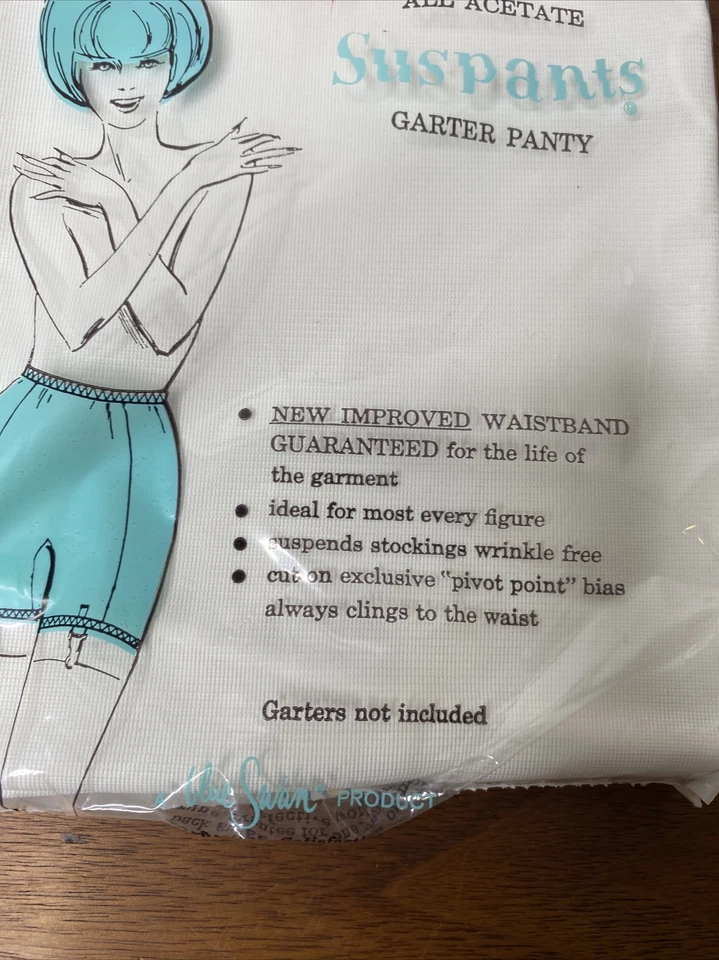 ALL ACETATE
Suspants®
GARTER PANTY
• NEW IMPROVED WAISTBAND
GUARANTEED for the life of
the garment
• ideal for most every figure
• suspends stockings wrinkle free
• cut on exclusive "pivot point" bias
always clings to the waist
Garters not included
blue Swan® PRODUCT